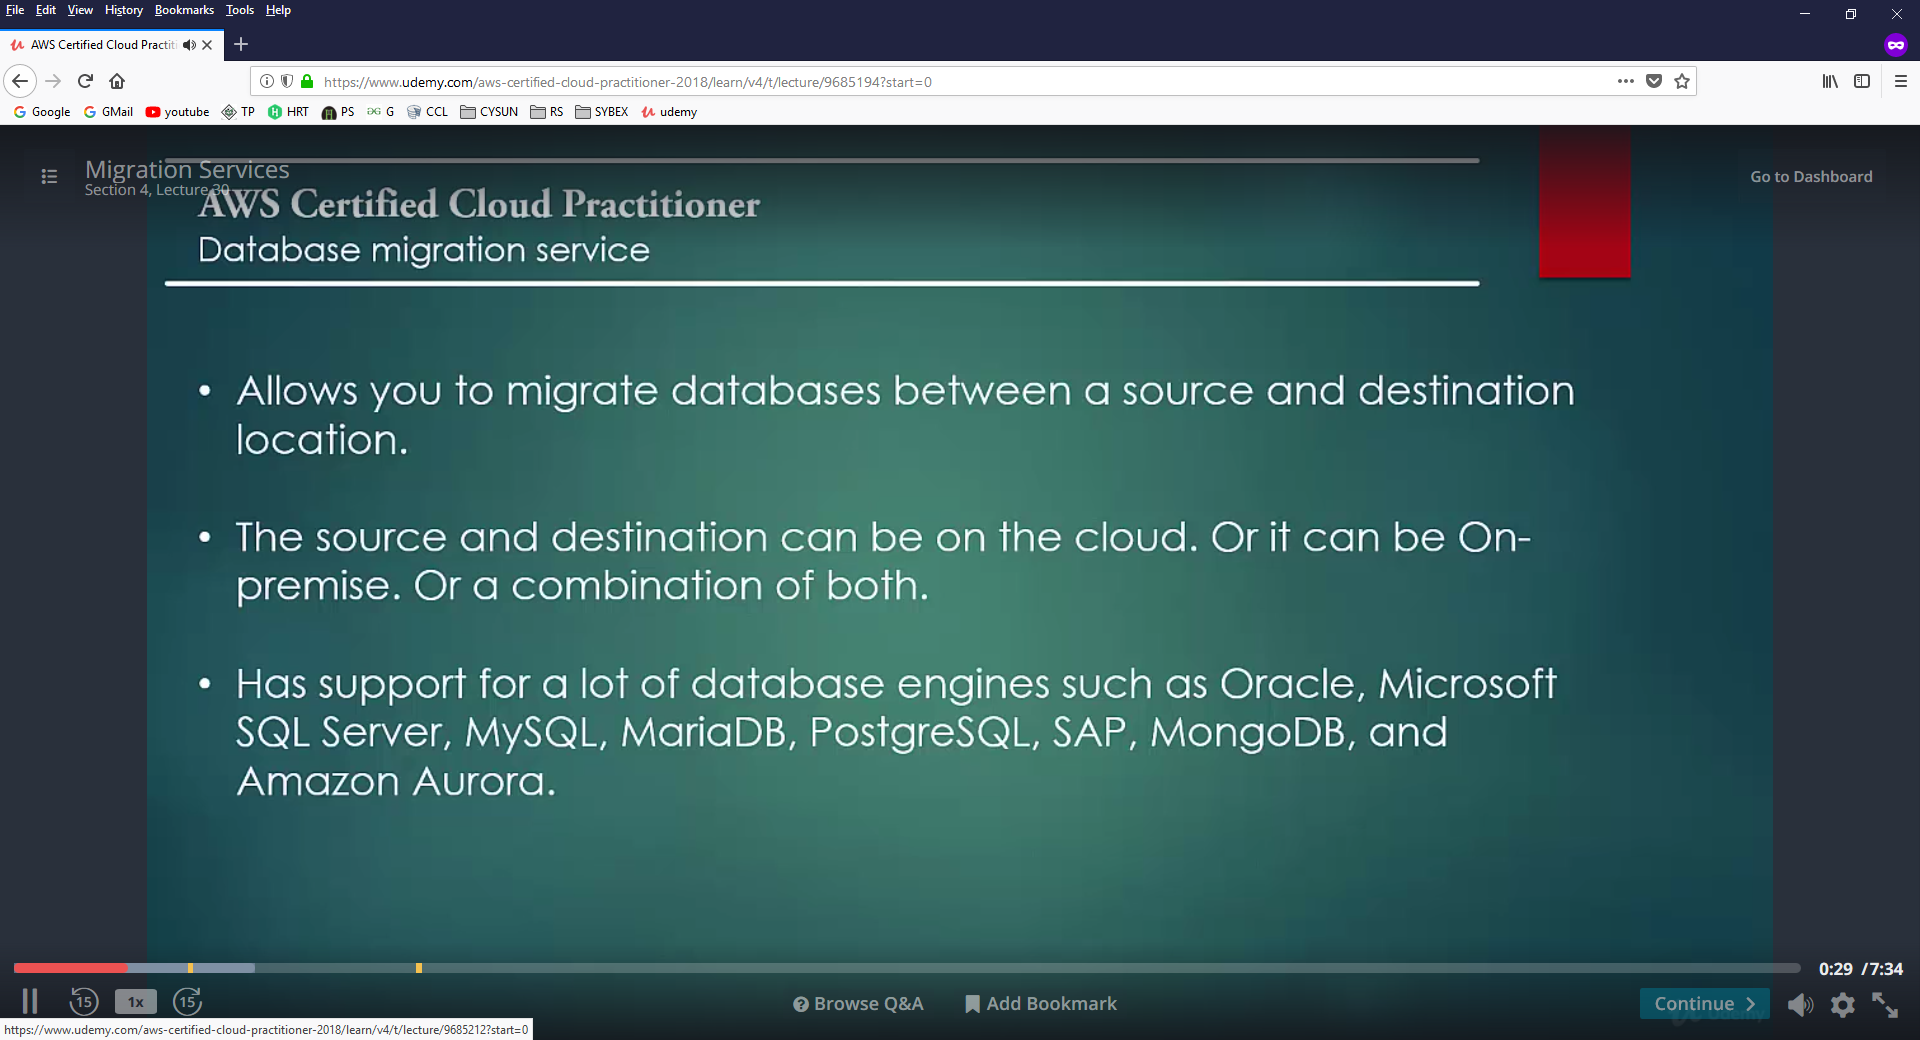 File Edit View History Bookmarks Tools Help
AWS Certified Cloud Practiti
https://www.udemy.com/aws-certified-cloud-practitioner-2018/learn/v4/t/lecture/9685194?start=0
Google GMail youtube TP HRT PS G CCL CYSUN RS SYBEX udemy
Migration Services
Section 4, Lecture 30
Go to Dashboard
AWS Certified Cloud Practitioner
Database migration service
• Allows you to migrate databases between a source and destination
location.
• The source and destination can be on the cloud. Or it can be On-
premise. Or a combination of both.
• Has support for a lot of database engines such as Oracle, Microsoft
SQL Server, MySQL, MariaDB, PostgreSQL, SAP, MongoDB, and
Amazon Aurora.
0:29 / 7:34
15 1x 15
Browse Q&A Add Bookmark
Continue
https://www.udemy.com/aws-certified-cloud-practitioner-2018/learn/v4/t/lecture/9685212?start=0